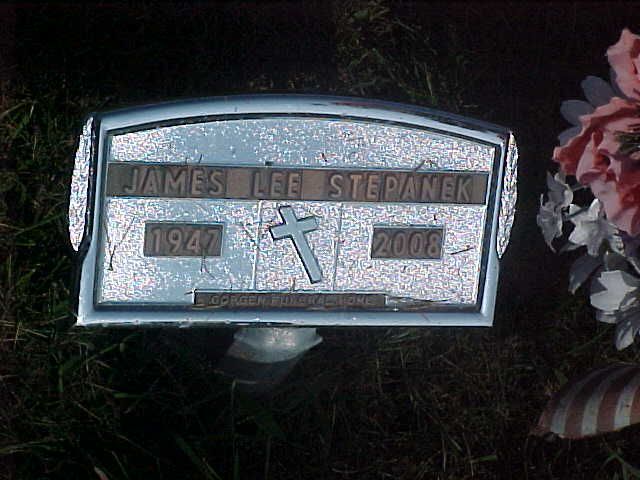 JAMES LEE STEPANEK
1947
2008
GORGEN FUNERAL HOME